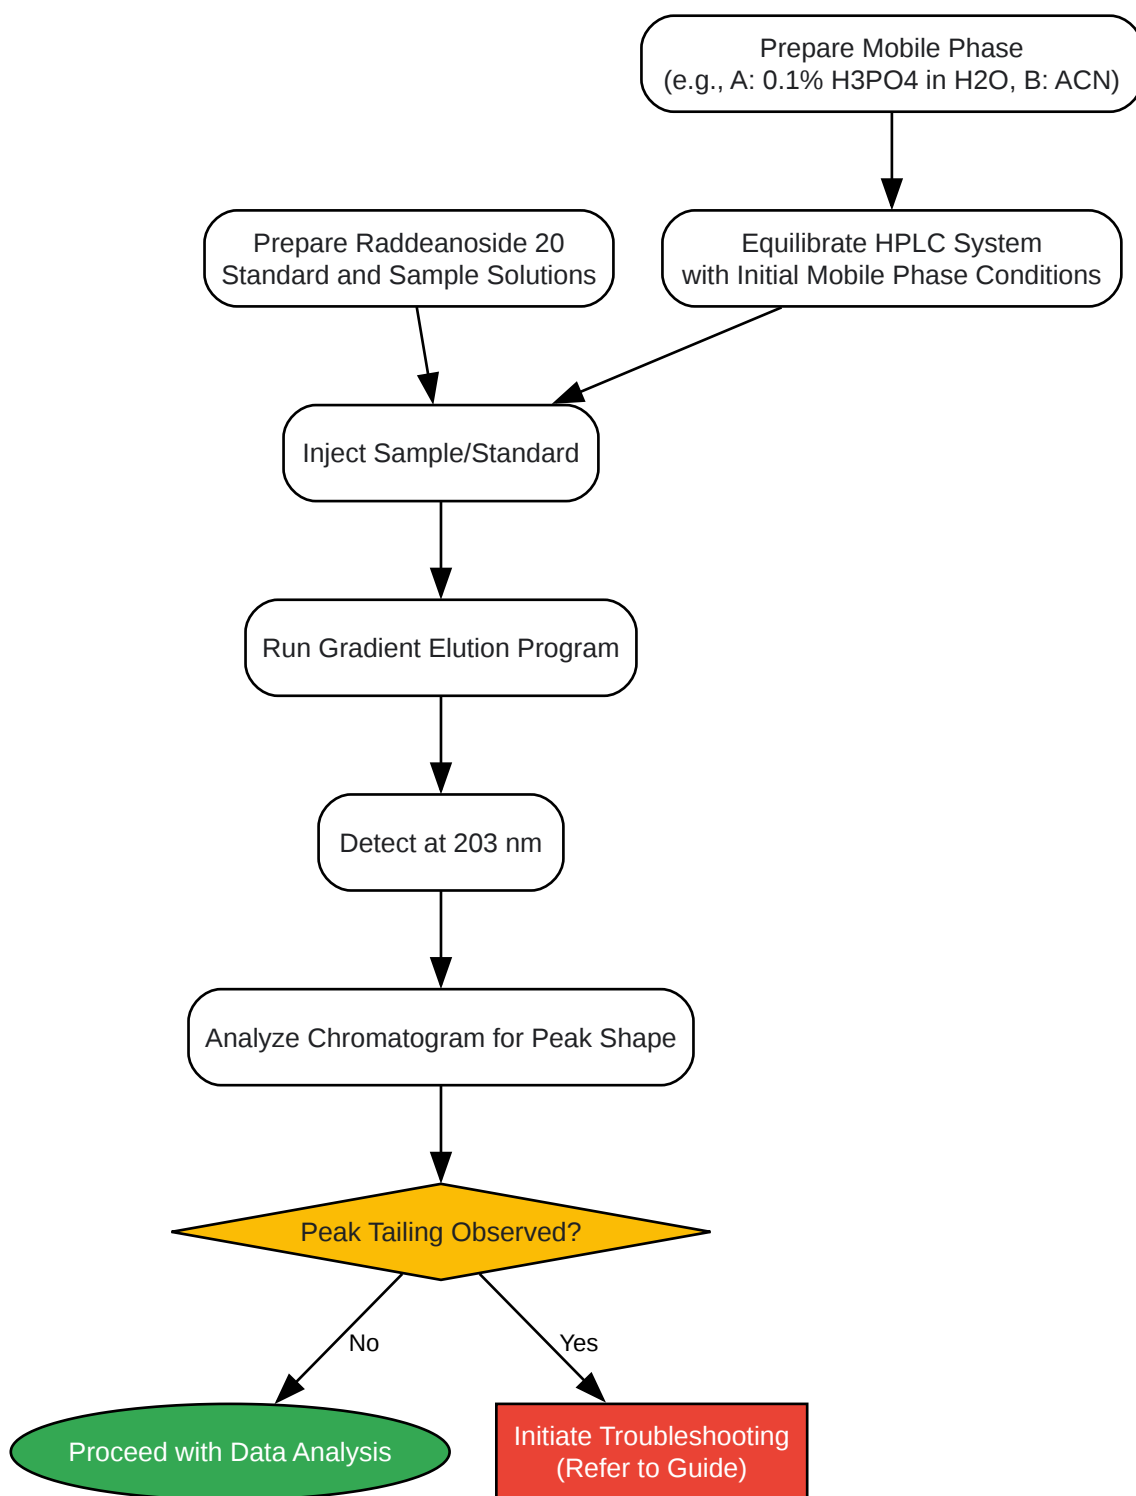 Prepare Mobile Phase
(e.g., A: 0.1% H3PO4 in H2O, B: ACN)
Prepare Raddeanoside 20
Standard and Sample Solutions
Equilibrate HPLC System
with Initial Mobile Phase Conditions
Inject Sample/Standard
Run Gradient Elution Program
Detect at 203 nm
Analyze Chromatogram for Peak Shape
Peak Tailing Observed?
No
Yes
Proceed with Data Analysis
Initiate Troubleshooting
(Refer to Guide)